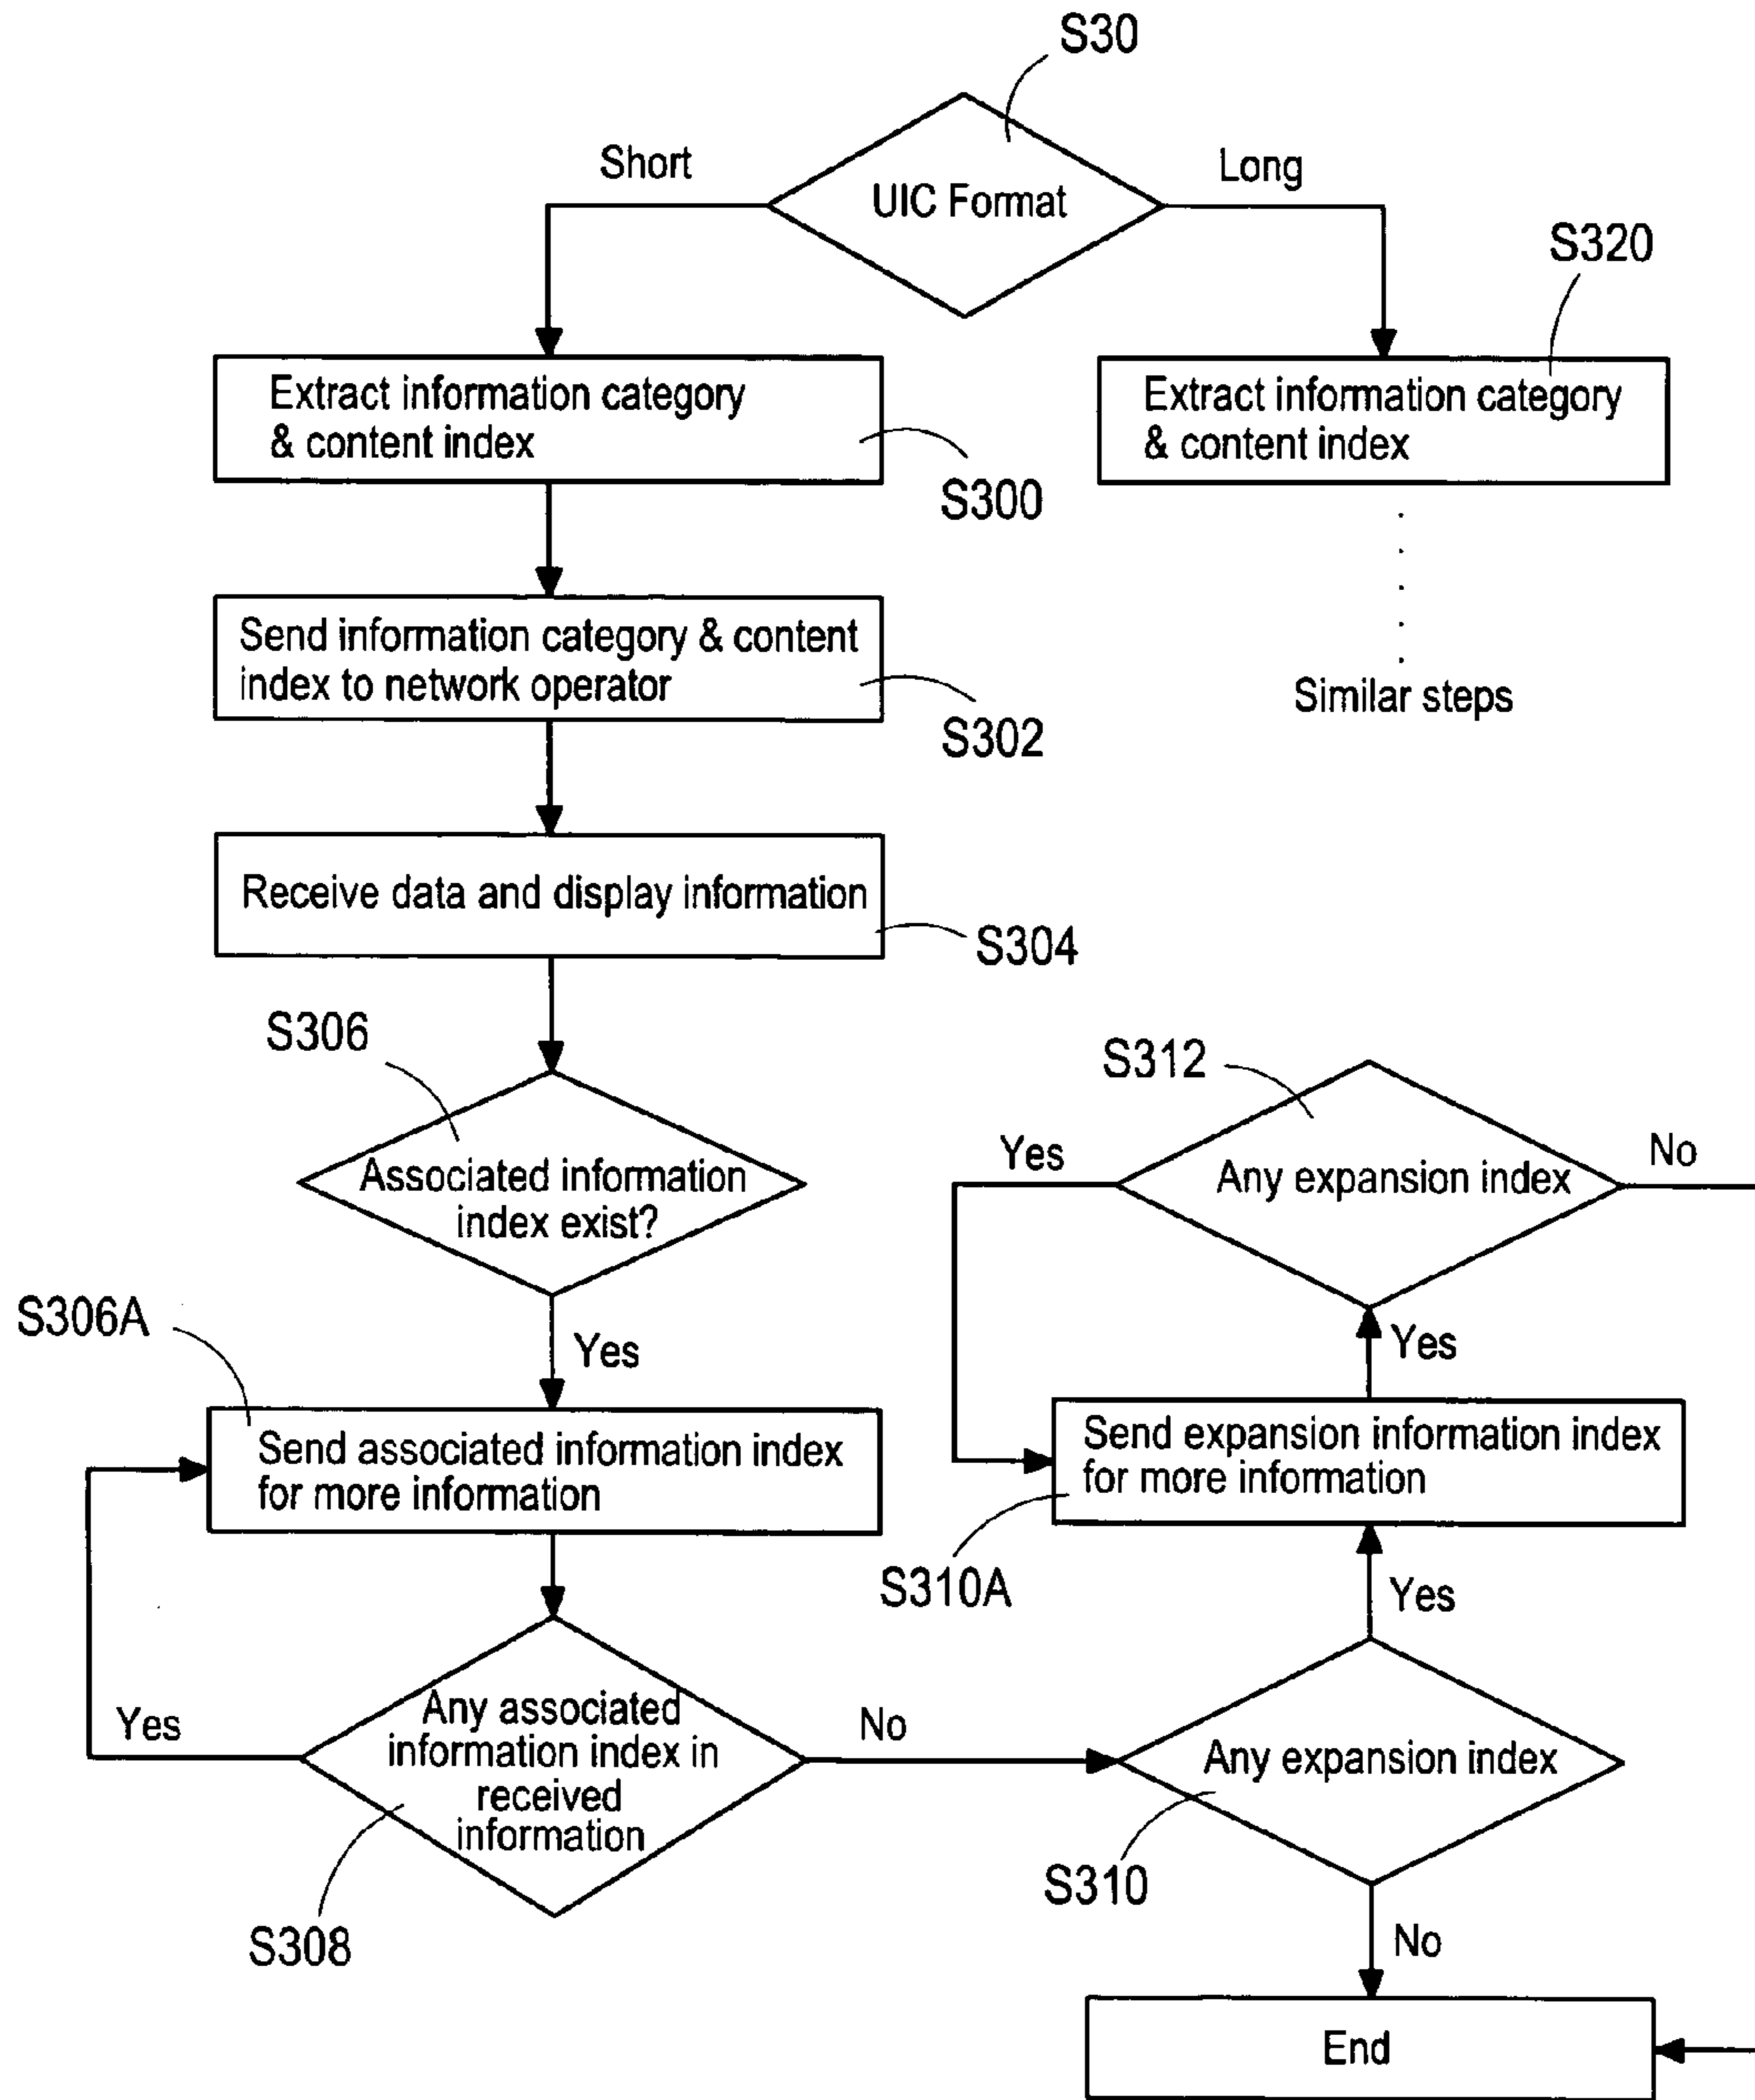 S30
Short
Long
UIC Format
S320
Extract information category
& content index
S300
Extract information category
& content index
Send information category & content
index to network operator
S302
Similar steps
Receive data and display information
S304
S306
Associated information
index exist?
S312
Yes
Any expansion index
No
S306A
Yes
Yes
Send associated information index
for more information
Send expansion information index
for more information
S310A
Yes
Yes
Any associated
information index in
received
information
No
Any expansion index
S308
S310
No
End